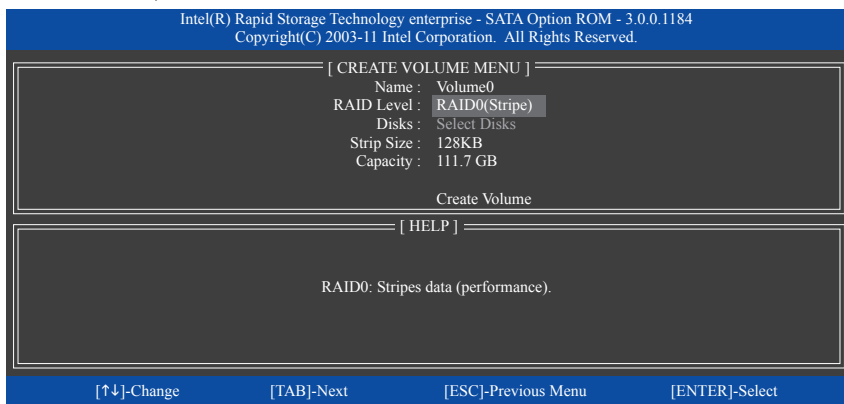 Intel(R) Rapid Storage Technology enterprise - SATA Option ROM - 3.0.0.1184
Copyright(C) 2003-11 Intel Corporation. All Rights Reserved.
[ CREATE VOLUME MENU ]
Name : Volume0
RAID Level : RAID0(Stripe)
Disks : Select Disks
Strip Size : 128KB
Capacity : 111.7 GB
Create Volume
[ HELP ]
RAID0: Stripes data (performance).
[↑↓]-Change [TAB]-Next [ESC]-Previous Menu [ENTER]-Select